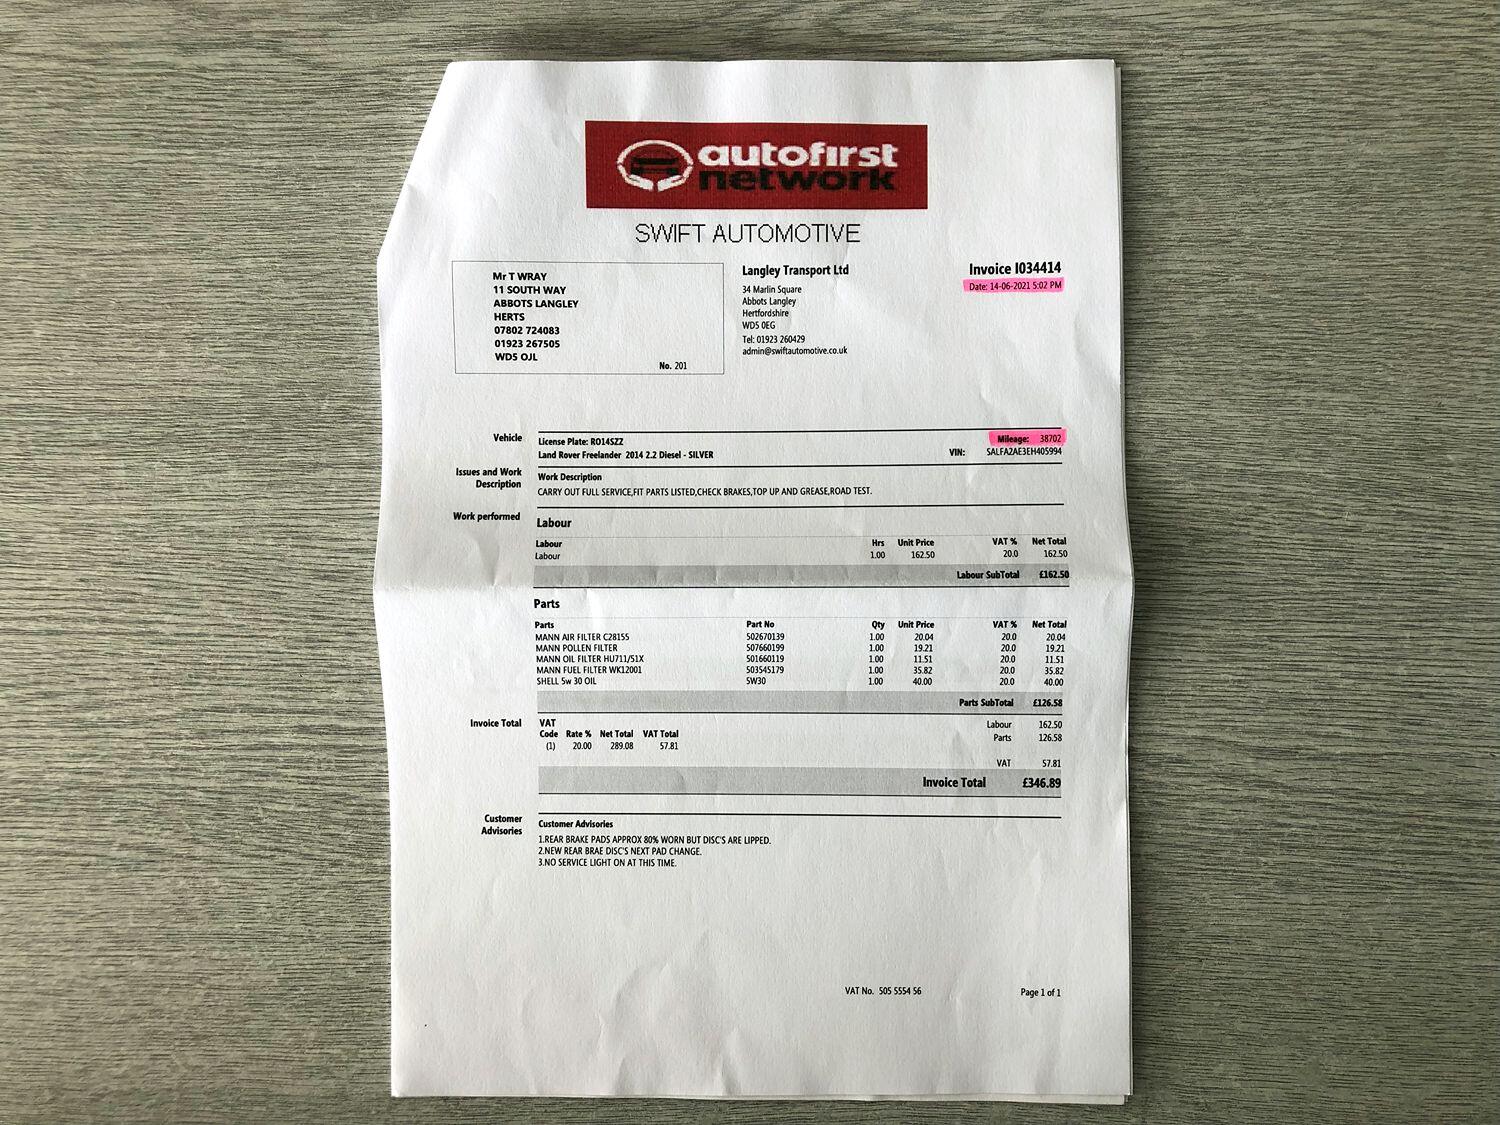 autofirst
network
SWIFT AUTOMOTIVE
Mr T WRAY
11 SOUTH WAY
ABBOTS LANGLEY
HERTS
07802 724083
01923 267505
WD5 OJL
No. 201
Langley Transport Ltd
34 Marlin Square
Abbots Langley
Hertfordshire
WD5 0EG
Tel: 01923 260429
admin@swiftautomotive.co.uk
Invoice I034414
Date: 14-06-2021 5:02 PM
Vehicle
License Plate: RO14SZZ
Mileage: 38702
Land Rover Freelander 2014 2.2 Diesel - SILVER
VIN: SALFA2AE3EH405994
Issues and Work
Description
Work Description
CARRY OUT FULL SERVICE,FIT PARTS LISTED,CHECK BRAKES,TOP UP AND GREASE,ROAD TEST.
Work performed
Labour
Labour Hrs Unit Price VAT % Net Total
Labour 1.00 162.50 20.0 162.50
Labour SubTotal £162.50
Parts
Parts Part No Qty Unit Price VAT % Net Total
MANN AIR FILTER C28155 502670139 1.00 20.04 20.0 20.04
MANN POLLEN FILTER 507660199 1.00 19.21 20.0 19.21
MANN OIL FILTER HU711/51X 501660119 1.00 11.51 20.0 11.51
MANN FUEL FILTER WK12001 503545179 1.00 35.82 20.0 35.82
SHELL 5w 30 OIL 5W30 1.00 40.00 20.0 40.00
Parts SubTotal £126.58
Invoice Total
VAT
Code Rate % Net Total VAT Total
(1) 20.00 289.08 57.81
Labour 162.50
Parts 126.58
VAT 57.81
Invoice Total £346.89
Customer
Advisories
Customer Advisories
1.REAR BRAKE PADS APPROX 80% WORN BUT DISC'S ARE LIPPED.
2.NEW REAR BRAE DISC'S NEXT PAD CHANGE.
3.NO SERVICE LIGHT ON AT THIS TIME.
VAT No. 505 5554 56
Page 1 of 1